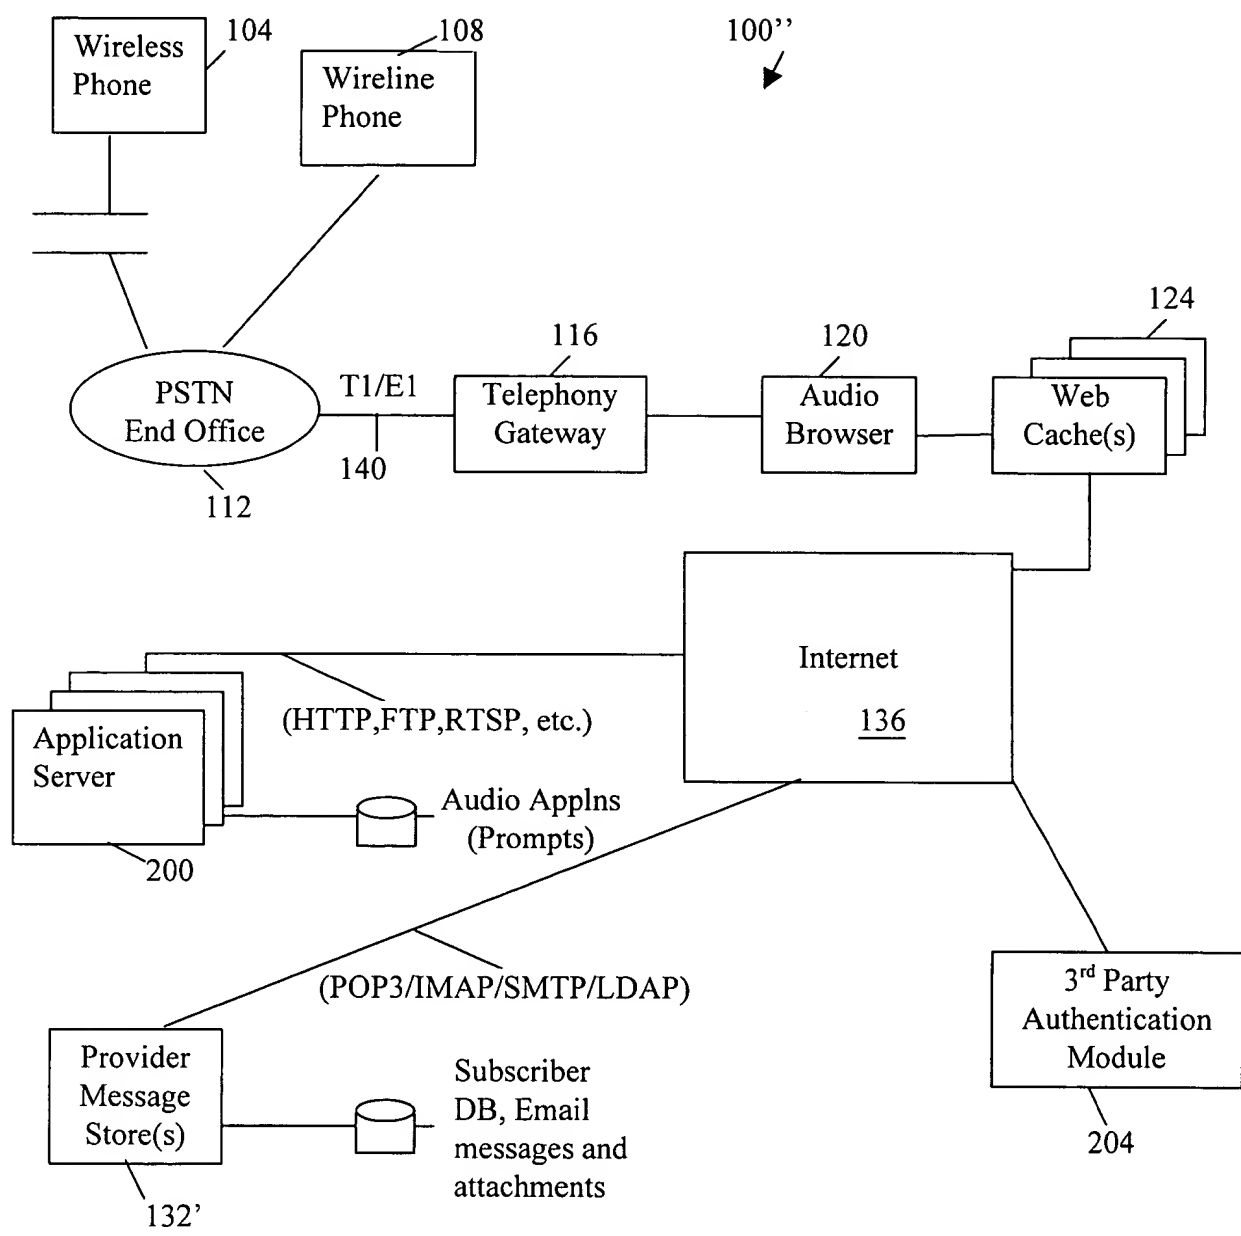 104
108
100’’
Wireless
Phone
Wireline
Phone
124
116
120
PSTN
End Office
T1/E1
Telephony
Gateway
Audio
Browser
Web
Cache(s)
140
112
Internet
136
(HTTP,FTP,RTSP, etc.)
Application
Server
Audio Applns
(Prompts)
200
(POP3/IMAP/SMTP/LDAP)
3rd Party
Authentication
Module
Provider
Message
Store(s)
Subscriber
DB, Email
messages and
attachments
204
132’